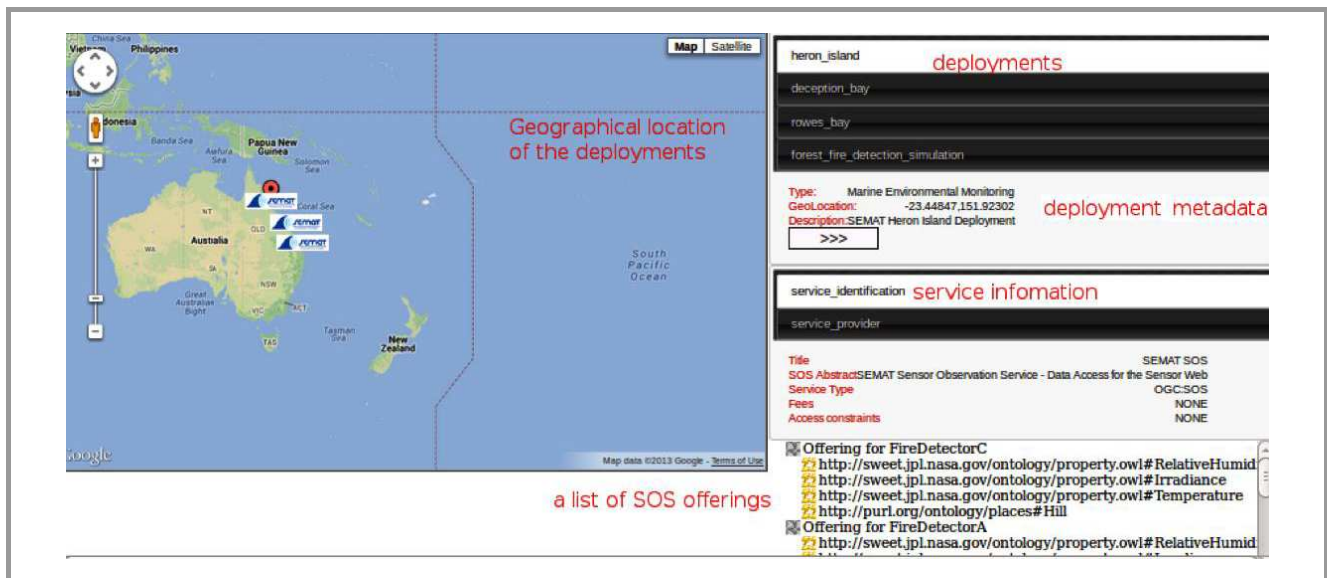 China Sea
Vietnam
Philippines
Map Satellite
Banda Sea
Arafura Sea
Papua New Guinea
Solomon Sea
Geographical location
of the deployments
SEMAT
Coral Sea
SEMAT
SEMAT
NT
QLD
WA
Australia
SA
NSW
Great Australian Bight
VIC
ACT
TAS
Tasman Sea
New Zealand
South
Pacific
Ocean
Google
Map data ©2013 Google - Terms of Use
heron_island
deployments
deception_bay
rowes_bay
forest_fire_detection_simulation
Type: Marine Environmental Monitoring
GeoLocation: -23.44847,151.92302
deployment metadata
Description:SEMAT Heron Island Deployment
>>>
service_identification service infomation
service_provider
Title SEMAT SOS
SOS AbstractSEMAT Sensor Observation Service - Data Access for the Sensor Web
Service Type OGC:SOS
Fees NONE
Access constraints NONE
a list of SOS offerings
Offering for FireDetectorC
http://sweet.jpl.nasa.gov/ontology/property.owl#RelativeHumid
http://sweet.jpl.nasa.gov/ontology/property.owl#Irradiance
http://sweet.jpl.nasa.gov/ontology/property.owl#Temperature
http://purl.org/ontology/places#Hill
Offering for FireDetectorA
http://sweet.jpl.nasa.gov/ontology/property.owl#RelativeHumid